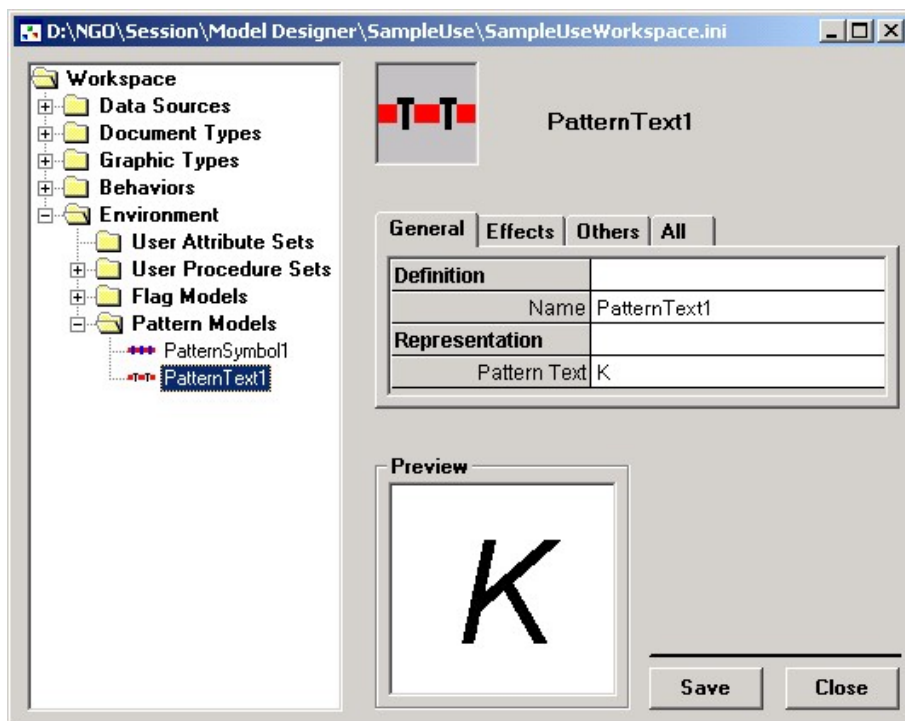 D:\NGO\Session\Model Designer\SampleUse\SampleUseWorkspace.ini
Workspace
Data Sources
Document Types
Graphic Types
Behaviors
Environment
User Attribute Sets
User Procedure Sets
Flag Models
Pattern Models
PatternSymbol1
PatternText1
T T
PatternText1
General Effects Others All
Definition
Name PatternText1
Representation
Pattern Text K
Preview
K
Save Close